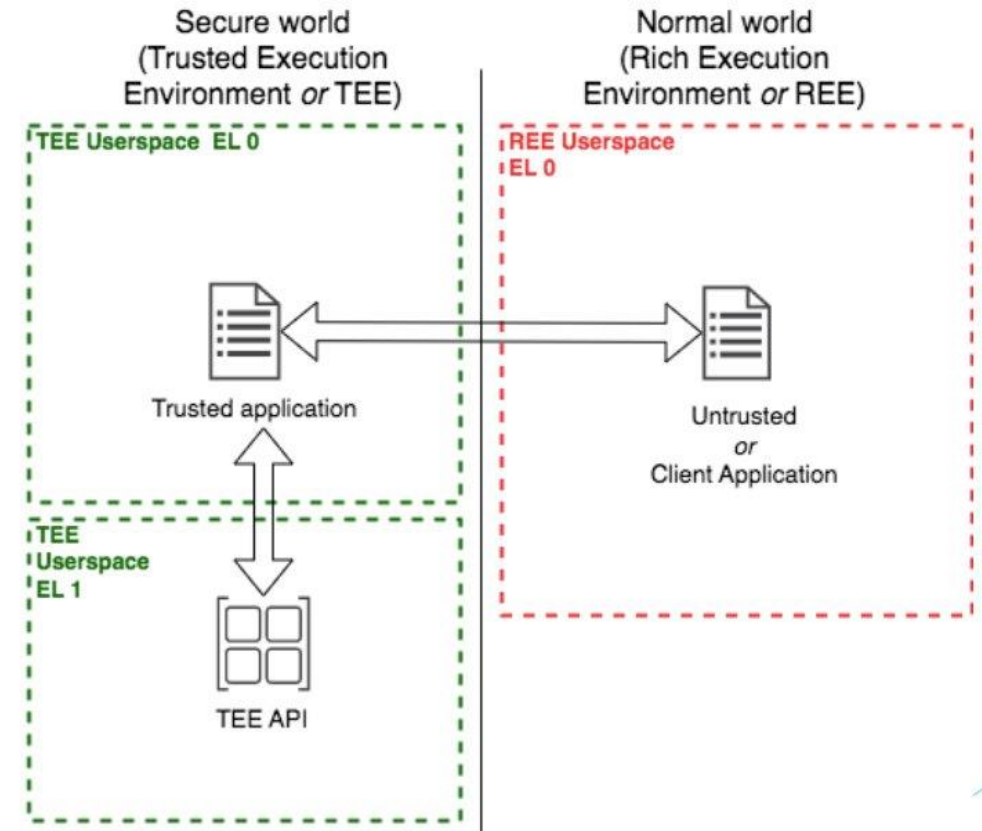 Secure world
(Trusted Execution
Environment or TEE)
Normal world
(Rich Execution
Environment or REE)
TEE Userspace EL 0
REE Userspace
EL 0
Trusted application
Untrusted
or
Client Application
TEE
Userspace
EL 1
TEE API